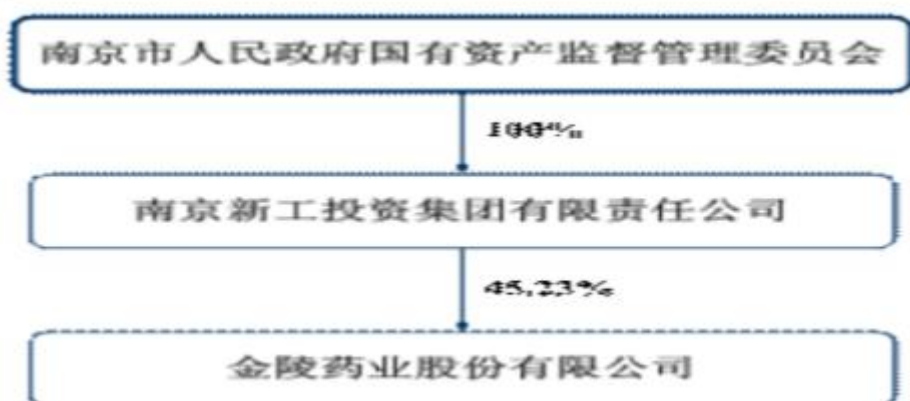 南京市人民政府国有资产监督管理委员会
100%
南京新工投资集团有限责任公司
45.23%
金陵药业股份有限公司